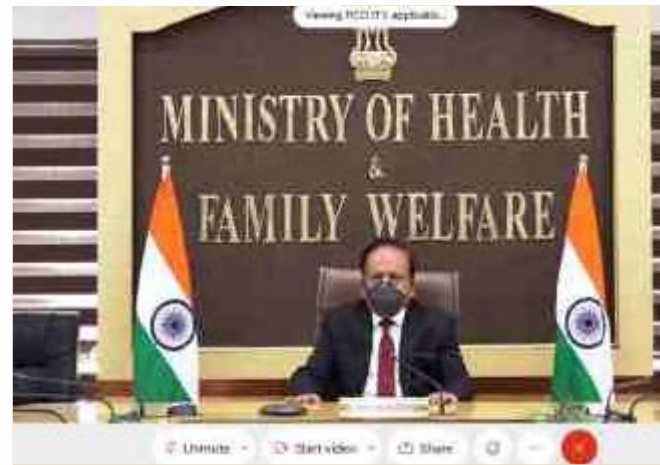 MINISTRY OF HEALTH
&
FAMILY WELFARE
Unmute
Start video
Share